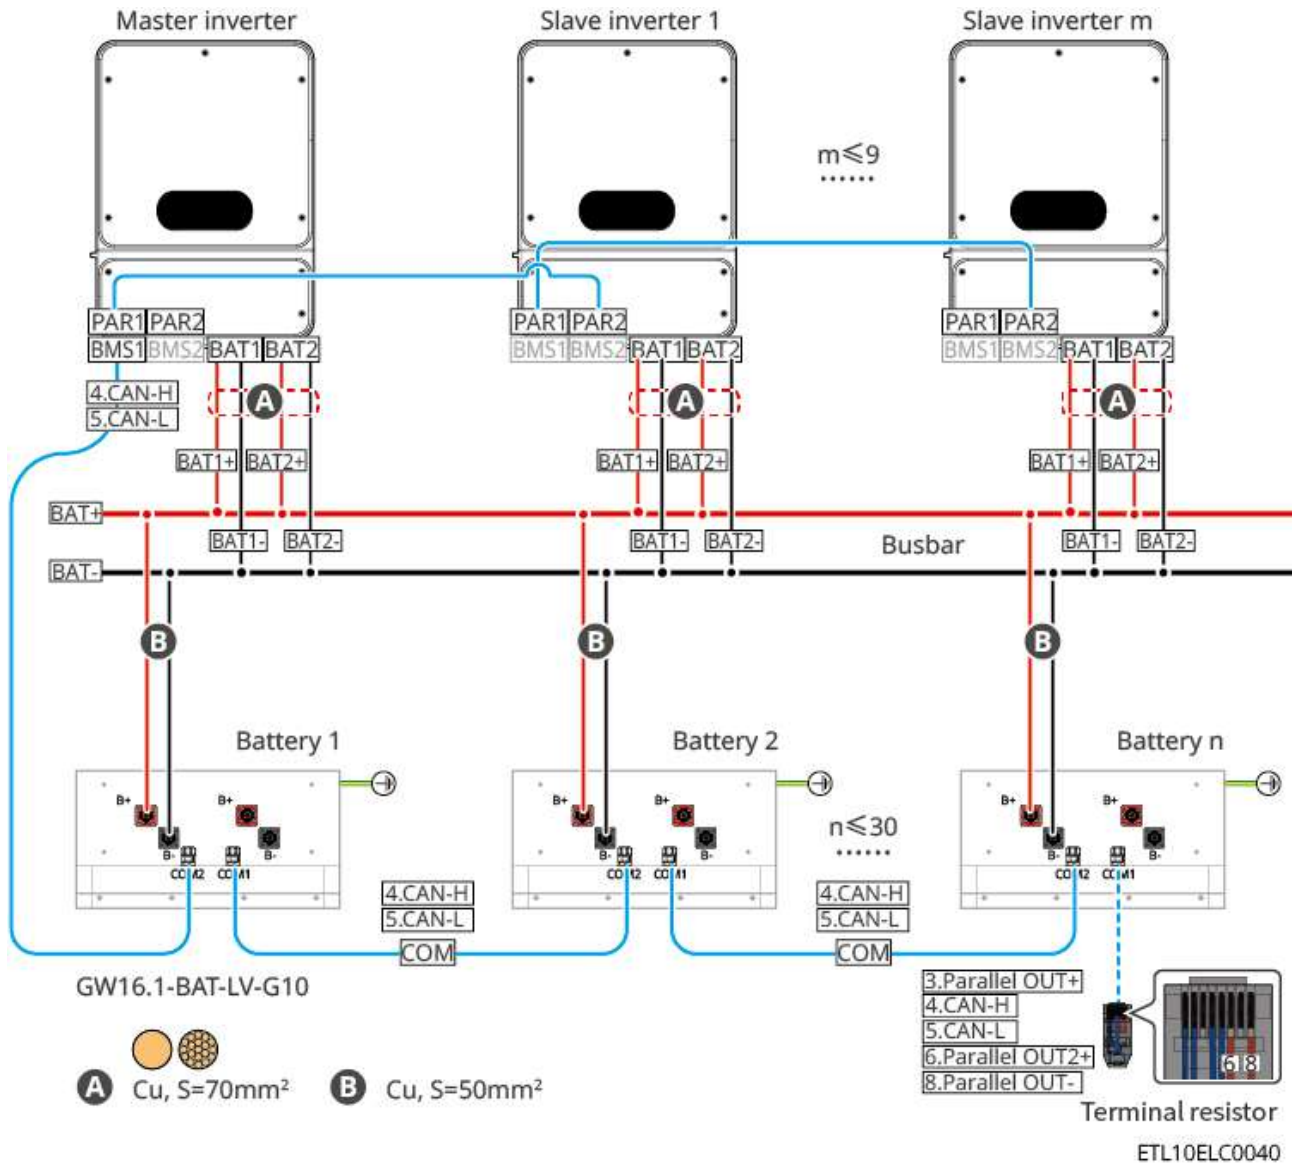 Master inverter
Slave inverter 1
Slave inverter m
m⩽9
......
PAR1 PAR2
BMS1 BMS2 BAT1 BAT2
PAR1 PAR2
BMS1 BMS2 BAT1 BAT2
PAR1 PAR2
BMS1 BMS2 BAT1 BAT2
4.CAN-H
5.CAN-L
A
A
A
BAT1+ BAT2+
BAT1+ BAT2+
BAT1+ BAT2+
BAT+
BAT1- BAT2-
BAT1- BAT2-
Busbar
BAT1- BAT2-
BAT-
B
B
B
Battery 1
Battery 2
Battery n
B+
B+
B-
B-
COM2
COM1
B+
B+
B-
B-
COM2
COM1
n⩽30
......
B+
B+
B-
B-
COM2
COM1
4.CAN-H
5.CAN-L
COM
4.CAN-H
5.CAN-L
COM
GW16.1-BAT-LV-G10
3.Parallel OUT+
4.CAN-H
5.CAN-L
6.Parallel OUT2+
8.Parallel OUT-
6 8
A Cu, S=70mm²
B Cu, S=50mm²
Terminal resistor
ETL10ELC0040